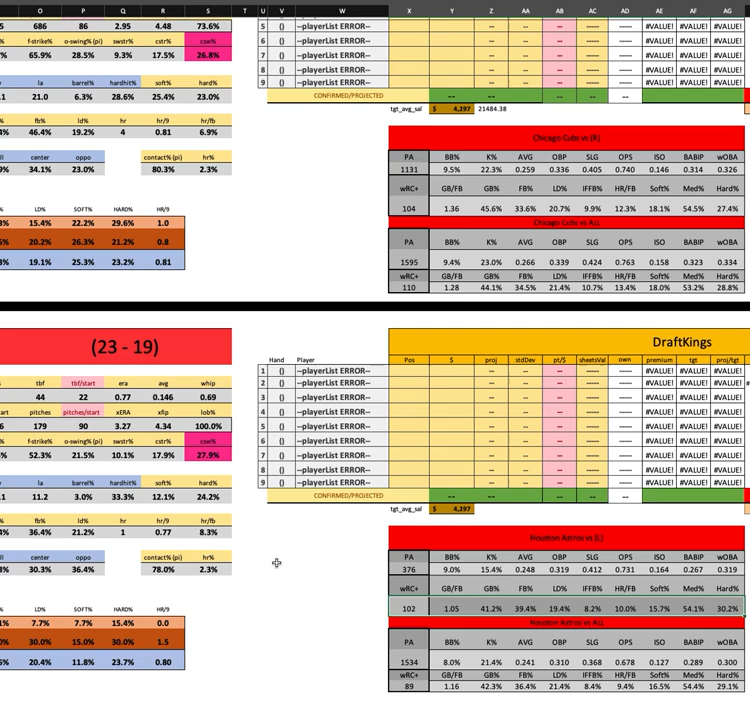 O P Q R S T U V W X Y Z AA AB AC AD AE AF AG
5 686 86 2.95 4.48 73.6% 5 () --playerList ERROR-- -- -- -- ----- ----- #VALUE! #VALUE! #VALUE!
% f-strike% o-swing% (pi) swstr% cstr% csw% 6 () --playerList ERROR-- -- -- -- ----- ----- #VALUE! #VALUE! #VALUE!
7% 65.9% 28.5% 9.3% 17.5% 26.8% 7 () --playerList ERROR-- -- -- -- ----- ----- #VALUE! #VALUE! #VALUE!
8 () --playerList ERROR-- -- -- -- ----- ----- #VALUE! #VALUE! #VALUE!
la barrel% hardhit% soft% hard% 9 () --playerList ERROR-- -- -- -- ----- ----- #VALUE! #VALUE! #VALUE!
.1 21.0 6.3% 28.6% 25.4% 23.0% CONFIRMED/PROJECTED -- -- -- -- --
tgt_avg_sal $ 4,297 21484.38
fb% ld% hr hr/9 hr/fb
4% 46.4% 19.2% 4 0.81 6.9%
Chicago Cubs vs (R)
ll center oppo contact% (pi) hr% PA BB% K% AVG OBP SLG OPS ISO BABIP wOBA
9% 34.1% 23.0% 80.3% 2.3% 1131 9.5% 22.3% 0.259 0.336 0.405 0.740 0.146 0.314 0.326
wRC+ GB/FB GB% FB% LD% IFFB% HR/FB Soft% Med% Hard%
% LD% SOFT% HARD% HR/9 104 1.36 45.6% 33.6% 20.7% 9.9% 12.3% 18.1% 54.5% 27.4%
3% 15.4% 22.2% 29.6% 1.0 Chicago Cubs vs ALL
5% 20.2% 26.3% 21.2% 0.8 PA BB% K% AVG OBP SLG OPS ISO BABIP wOBA
3% 19.1% 25.3% 23.2% 0.81 1595 9.4% 23.0% 0.266 0.339 0.424 0.763 0.158 0.323 0.334
wRC+ GB/FB GB% FB% LD% IFFB% HR/FB Soft% Med% Hard%
110 1.28 44.1% 34.5% 21.4% 10.7% 13.4% 18.0% 53.2% 28.8%
(23 - 19) DraftKings
Hand Player Pos $ proj stdDev pt/$ sheetsVal own premium tgt proj/tgt
1 () --playerList ERROR-- -- -- -- ----- ----- #VALUE! #VALUE! #VALUE!
s tbf tbf/start era avg whip 2 () --playerList ERROR-- -- -- -- ----- ----- #VALUE! #VALUE! #VALUE! #
44 22 0.77 0.146 0.69 3 () --playerList ERROR-- -- -- -- ----- ----- #VALUE! #VALUE! #VALUE!
tart pitches pitches/start xERA xfip lob% 4 () --playerList ERROR-- -- -- -- ----- ----- #VALUE! #VALUE! #VALUE!
179 90 3.27 4.34 100.0% 5 () --playerList ERROR-- -- -- -- ----- ----- #VALUE! #VALUE! #VALUE!
% f-strike% o-swing% (pi) swstr% cstr% csw% 6 () --playerList ERROR-- -- -- -- ----- ----- #VALUE! #VALUE! #VALUE!
% 52.3% 21.5% 10.1% 17.9% 27.9% 7 () --playerList ERROR-- -- -- -- ----- ----- #VALUE! #VALUE! #VALUE!
8 () --playerList ERROR-- -- -- -- ----- ----- #VALUE! #VALUE! #VALUE!
la barrel% hardhit% soft% hard% 9 () --playerList ERROR-- -- -- -- ----- ----- #VALUE! #VALUE! #VALUE!
.1 11.2 3.0% 33.3% 12.1% 24.2% CONFIRMED/PROJECTED -- -- -- -- --
tgt_avg_sal $ 4,297
fb% ld% hr hr/9 hr/fb
4% 36.4% 21.2% 1 0.77 8.3%
Houston Astros vs (L)
ll center oppo contact% (pi) hr% PA BB% K% AVG OBP SLG OPS ISO BABIP wOBA
3% 30.3% 36.4% 78.0% 2.3% 376 9.0% 15.4% 0.248 0.319 0.412 0.731 0.164 0.267 0.319
wRC+ GB/FB GB% FB% LD% IFFB% HR/FB Soft% Med% Hard%
% LD% SOFT% HARD% HR/9 102 1.05 41.2% 39.4% 19.4% 8.2% 10.0% 15.7% 54.1% 30.2%
% 7.7% 7.7% 15.4% 0.0 Houston Astros vs ALL
0% 30.0% 15.0% 30.0% 1.5 PA BB% K% AVG OBP SLG OPS ISO BABIP wOBA
5% 20.4% 11.8% 23.7% 0.80 1534 8.0% 21.4% 0.241 0.310 0.368 0.678 0.127 0.289 0.300
wRC+ GB/FB GB% FB% LD% IFFB% HR/FB Soft% Med% Hard%
89 1.16 42.3% 36.4% 21.4% 8.4% 9.4% 16.5% 54.4% 29.1%